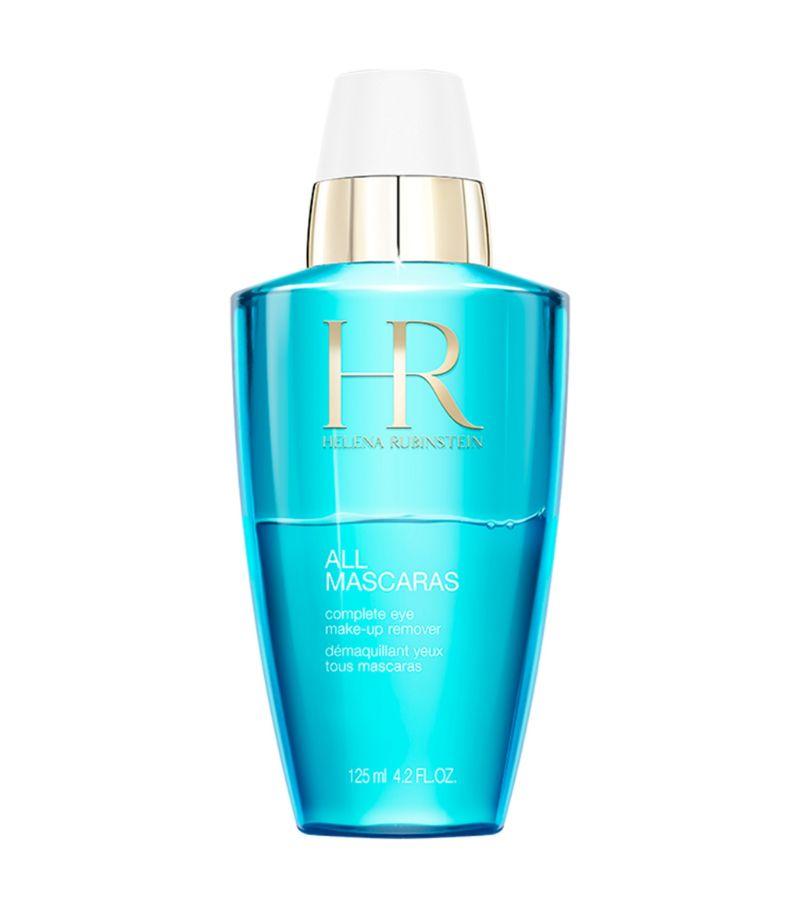 HR
HELENA RUBINSTEIN
ALL
MASCARAS
complete eye
make-up remover
démaquillant yeux
tous mascaras
125 ml 4.2 FL.OZ.